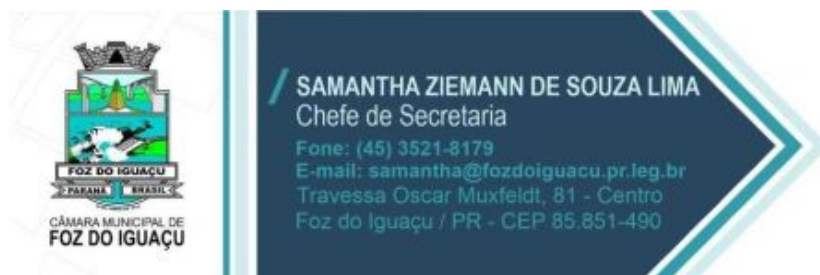 FOZ DO IGUAÇU
PARANÁ BRASIL
CÂMARA MUNICIPAL DE
FOZ DO IGUAÇU
SAMANTHA ZIEMANN DE SOUZA LIMA
Chefe de Secretaria
Fone: (45) 3521-8179
E-mail: samantha@fozdoiguacu.pr.leg.br
Travessa Oscar Muxfeldt, 81 - Centro
Foz do Iguaçu / PR - CEP 85.851-490